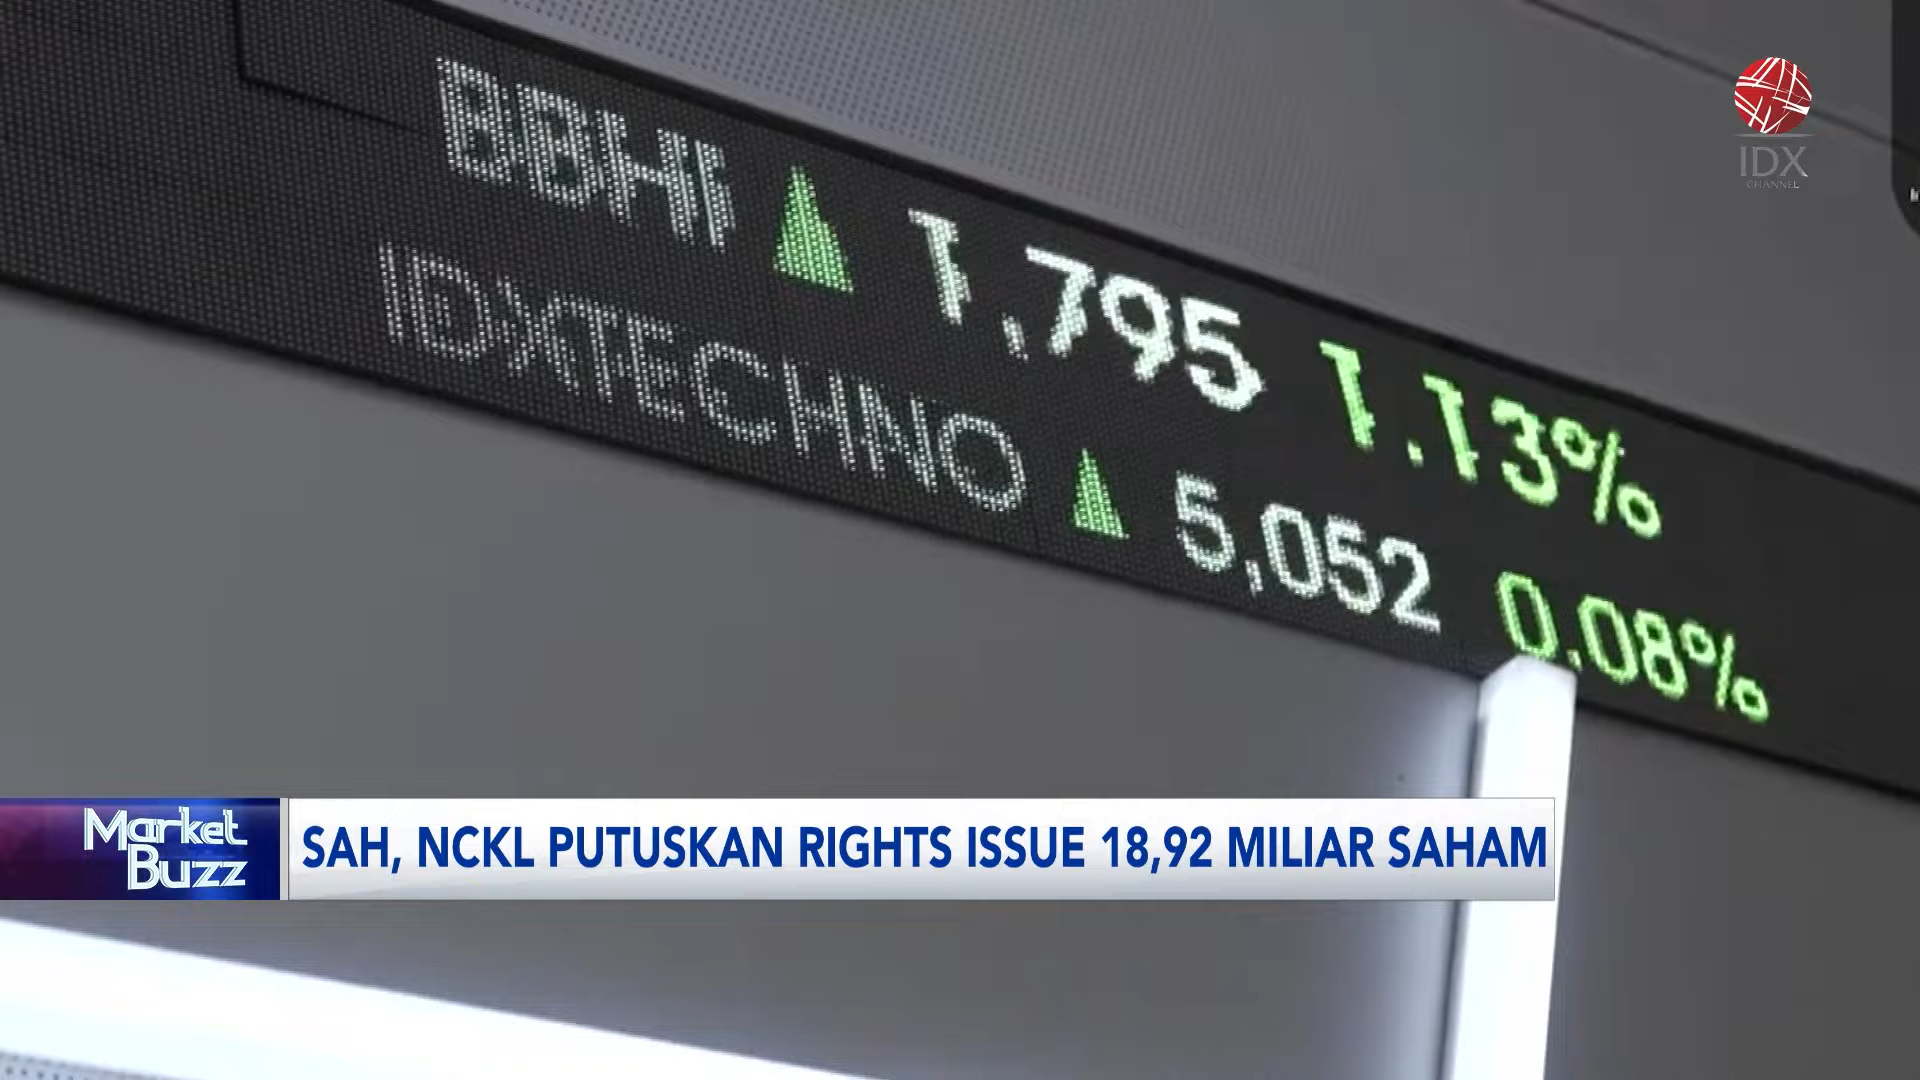 IDX
CHANNEL
BBHI ▲ 1,795 1.13%
IDXTECHNO ▲ 5,052 0.08%
Market
Buzz
SAH, NCKL PUTUSKAN RIGHTS ISSUE 18,92 MILIAR SAHAM